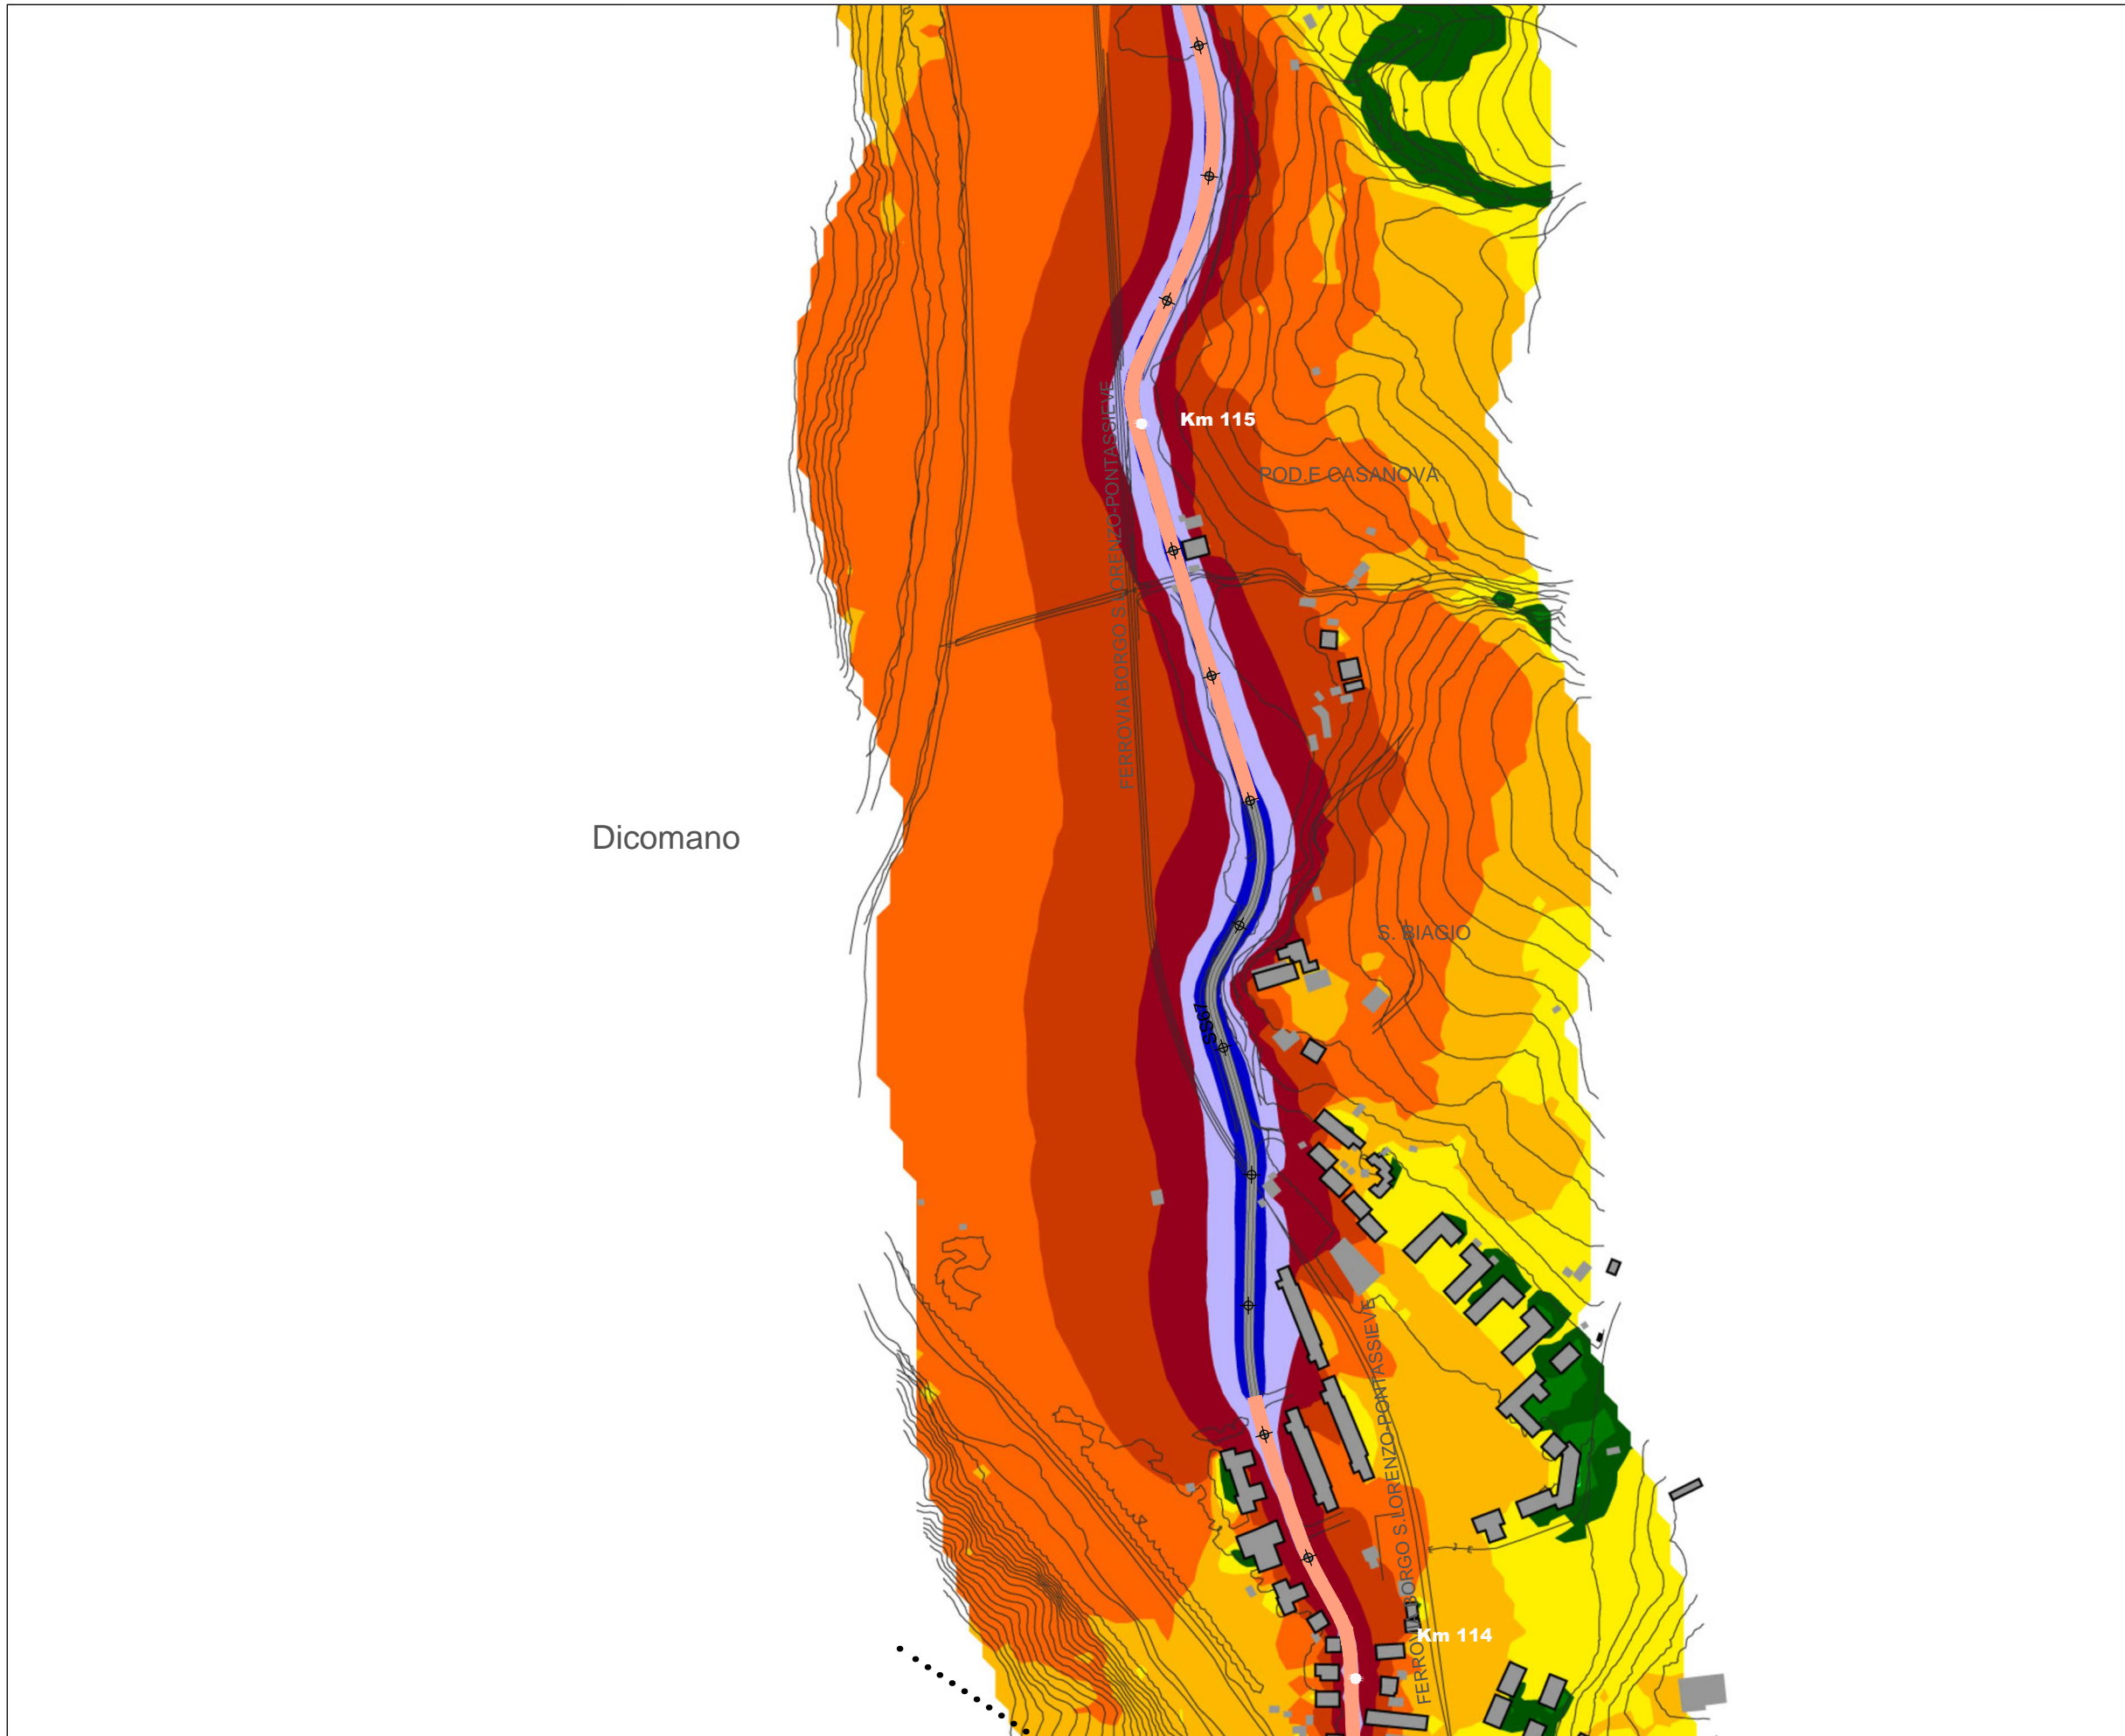 Km 115
POD.E CASANOVA
FERROVIA BORGO S.LORENZO-PONTASSIEVE
Dicomano
S. BIAGIO
SS67
FERROVIA BORGO S.LORENZO-PONTASSIEVE
Km 114